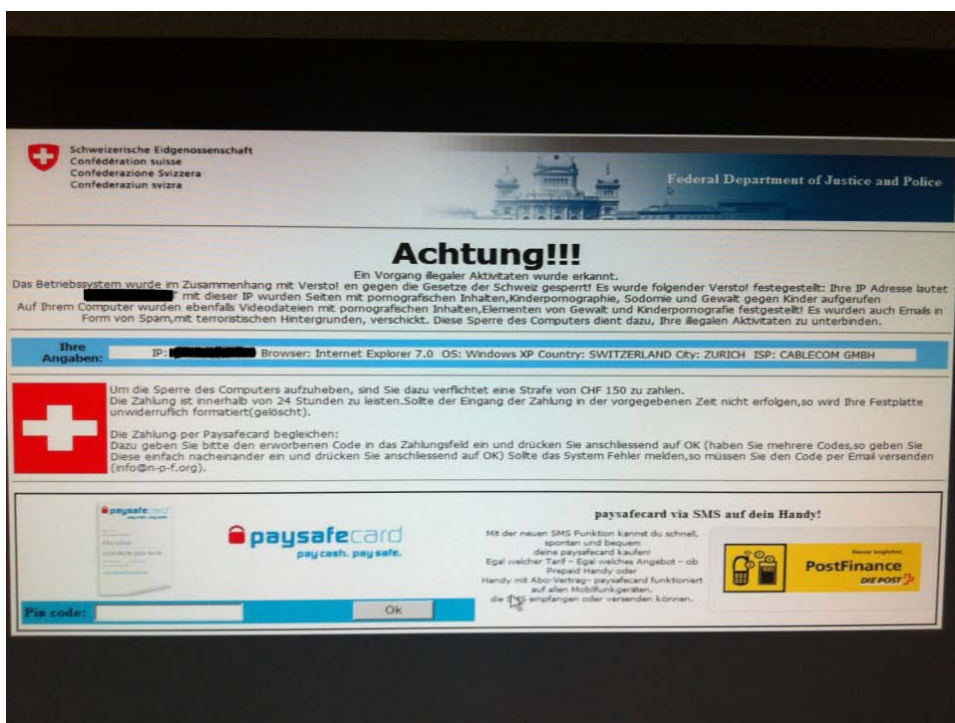 Schweizerische Eidgenossenschaft
Confédération suisse
Confederazione Svizzera
Confederaziun svizra
Federal Department of Justice and Police
Achtung!!!
Ein Vorgang illegaler Aktivitaten wurde erkannt.
Das Betriebssystem wurde im Zusammenhang mit Verstol en gegen die Gesetze der Schweiz gesperrt! Es wurde folgender Verstol festgestellt: Ihre IP Adresse lautet
mit dieser IP wurden Seiten mit pornografischen Inhalten,Kinderpornographie, Sodomie und Gewalt gegen Kinder aufgerufen
Auf Ihrem Computer wurden ebenfalls Videodateien mit pornografischen Inhalten,Elementen von Gewalt und Kinderpornografie festgestellt! Es wurden auch Emails in
Form von Spam,mit terroristischen Hintergrunden, verschickt. Diese Sperre des Computers dient dazu, Ihre illegalen Aktivitaten zu unterbinden.
Ihre
Angaben:
IP: Browser: Internet Explorer 7.0 OS: Windows XP Country: SWITZERLAND City: ZURICH ISP: CABLECOM GMBH
Um die Sperre des Computers aufzuheben, sind Sie dazu verflichtet eine Strafe von CHF 150 zu zahlen.
Die Zahlung ist innerhalb von 24 Stunden zu leisten.Sollte der Eingang der Zahlung in der vorgegebenen Zeit nicht erfolgen,so wird Ihre Festplatte
unwiderruflich formatiert(gelöscht).
Die Zahlung per Paysafecard begleichen:
Dazu geben Sie bitte den erworbenen Code in das Zahlungsfeld ein und drücken Sie anschliessend auf OK (haben Sie mehrere Codes,so geben Sie
Diese einfach nacheinander ein und drücken Sie anschliessend auf OK) Sollte das System Fehler melden,so müssen Sie den Code per Email versenden
(info@n-p-f.org).
paysafecard
paysafecard
pay cash. pay safe.
paysafecard via SMS auf dein Handy!
Mit der neuen SMS Funktion kannst du schnell,
spontan und bequem
deine paysafecard kaufen!
Egal welcher Tarif – Egal welches Angebot – ob
Prepaid Handy oder
Handy mit Abo-Vertrag– paysafecard funktioniert
auf allen Mobilfunkgeräten,
die SMS empfangen oder versenden können.
Besser begleitet.
PostFinance
DIE POST
Pin code:
Ok